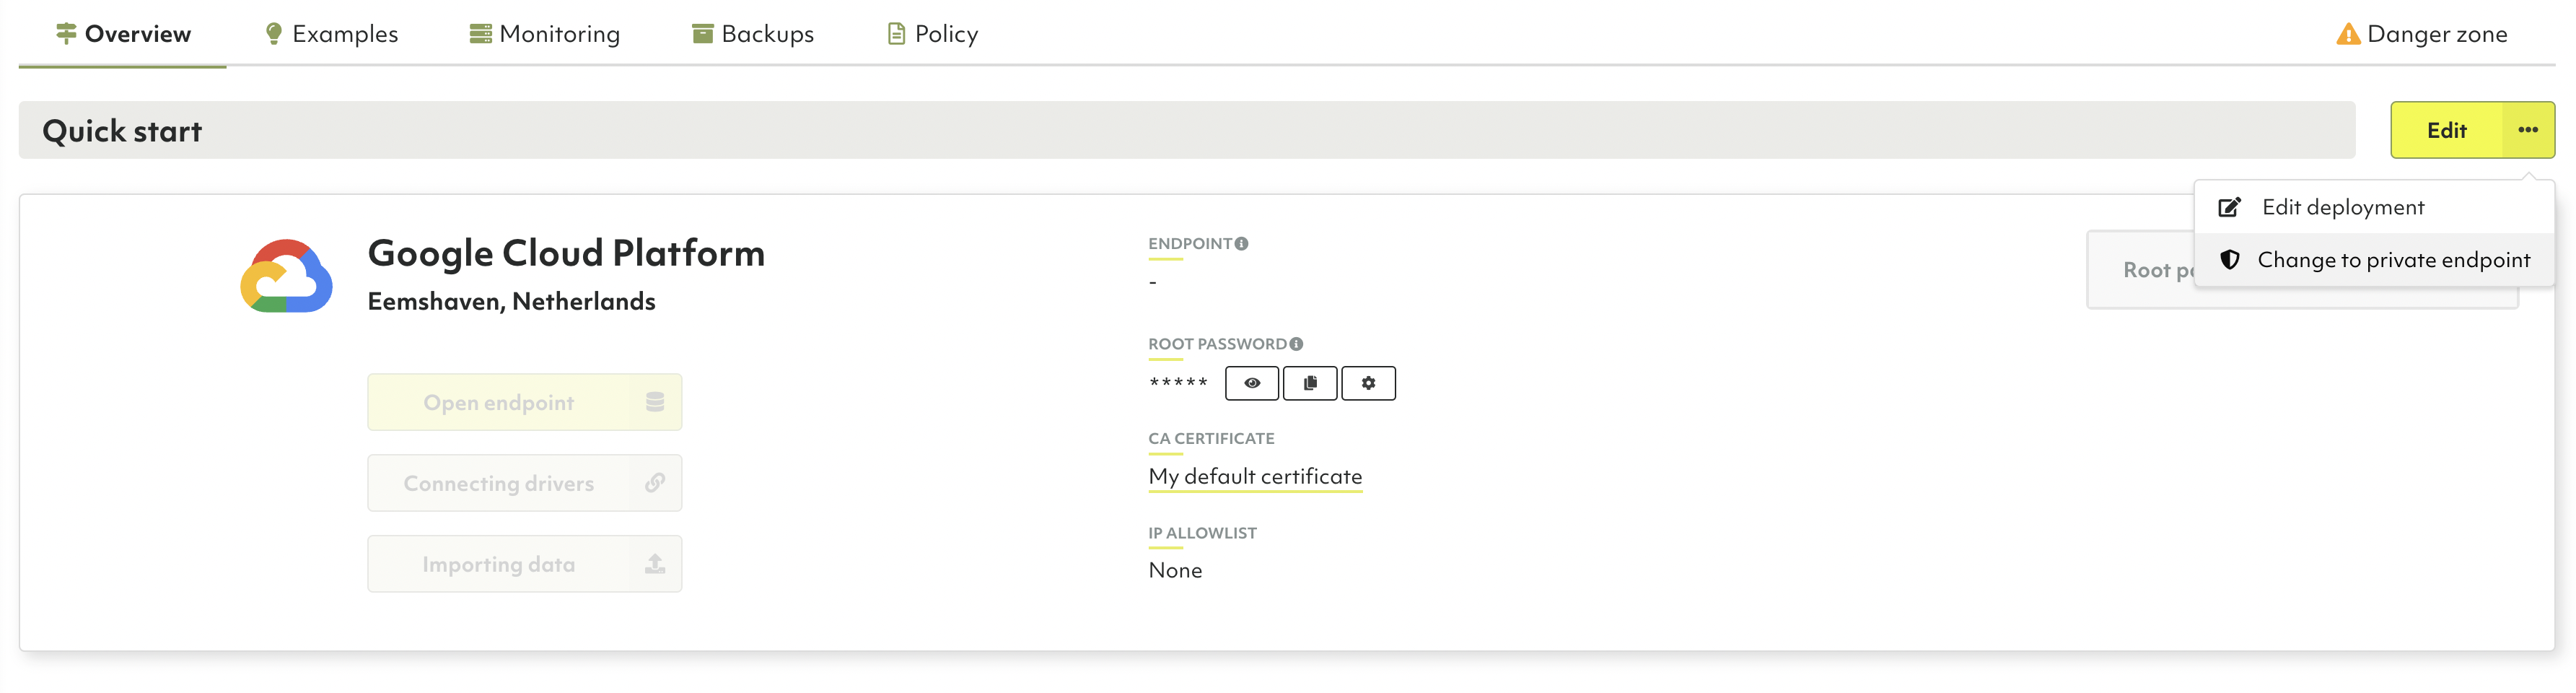 Overview
Examples
Monitoring
Backups
Policy
Danger zone
Quick start
Edit
Edit deployment
Change to private endpoint
Google Cloud Platform
Eemshaven, Netherlands
Open endpoint
Connecting drivers
Importing data
ENDPOINT
-
ROOT PASSWORD
*****
CA CERTIFICATE
My default certificate
IP ALLOWLIST
None
Root